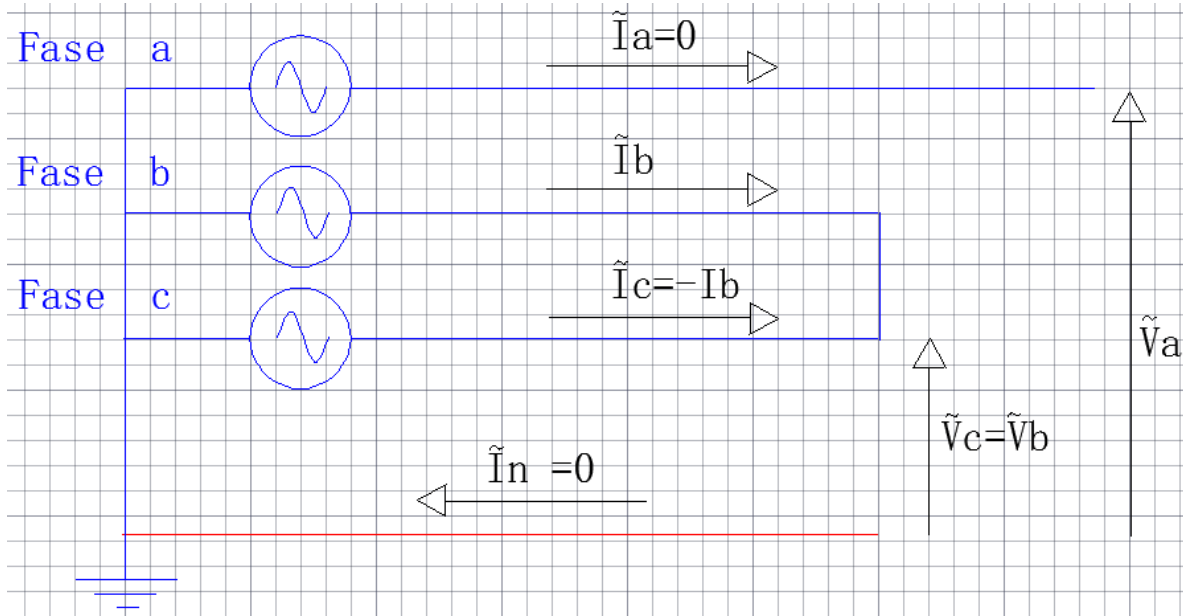 Fase a
Ĩa=0
Fase b
Ĩb
Fase c
Ĩc=-Ib
Ṽa
Ṽc=Ṽb
Ĩn =0